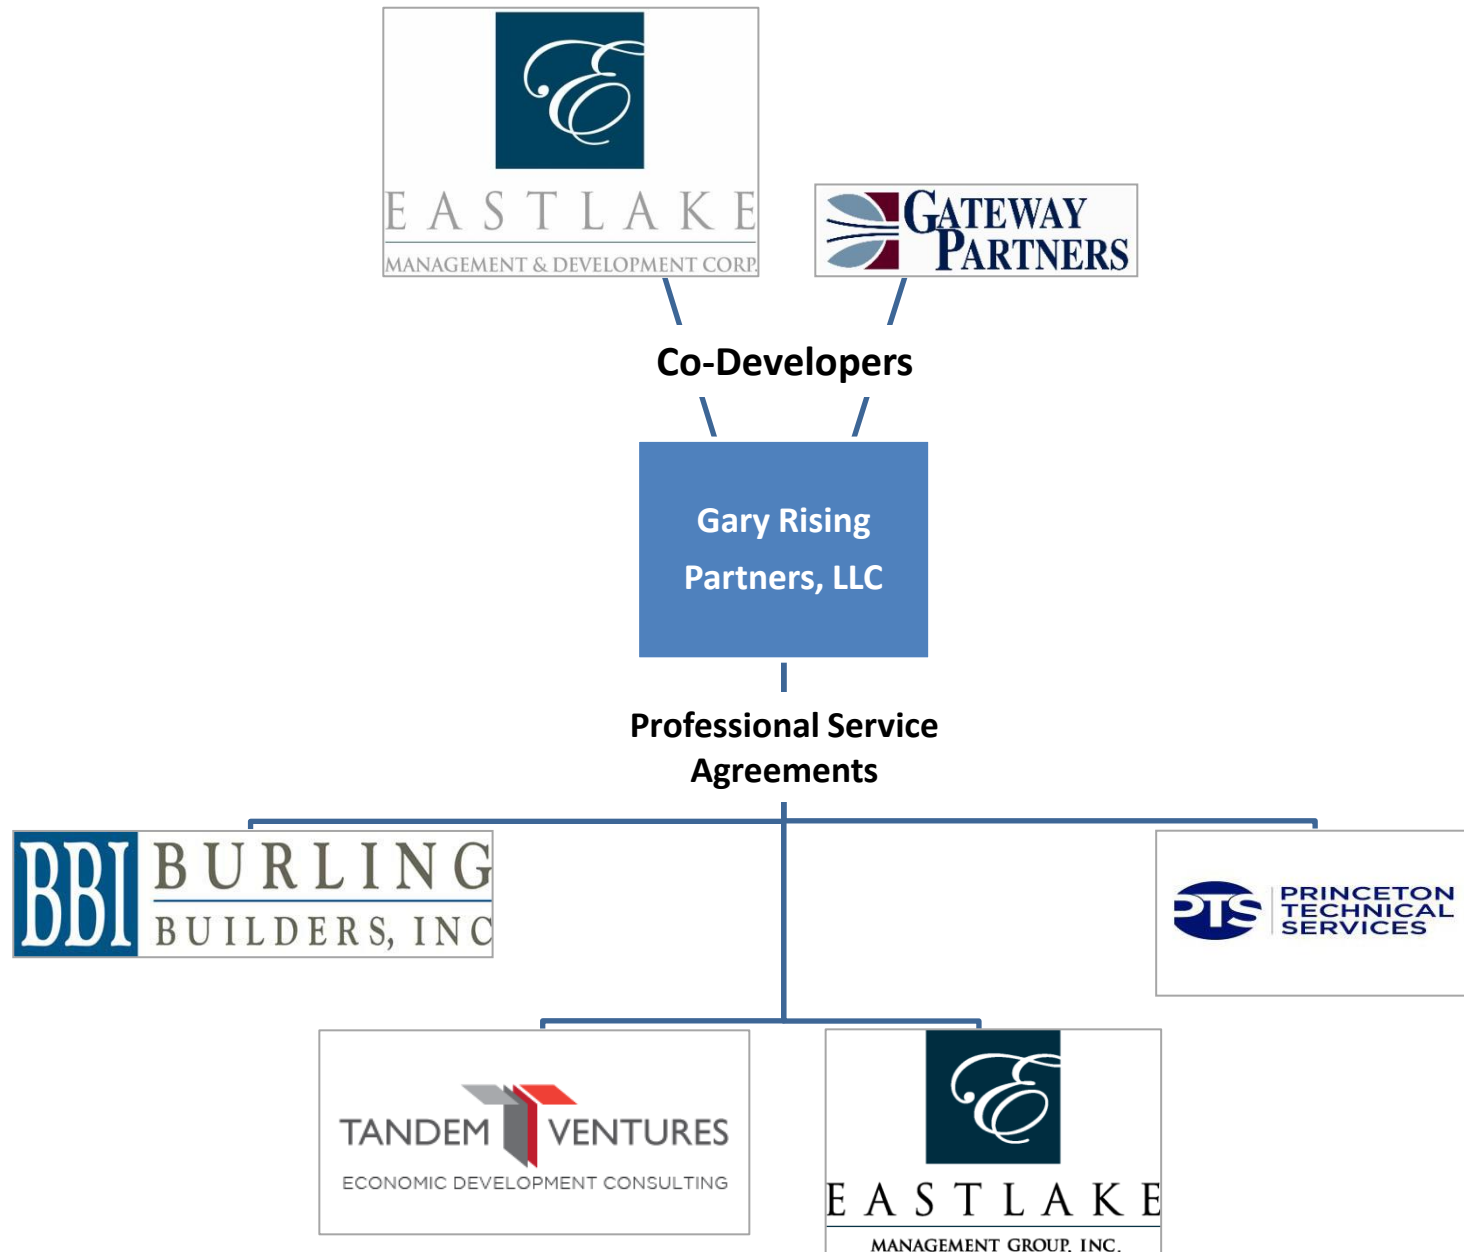 E
EASTLAKE
MANAGEMENT & DEVELOPMENT CORP.
GATEWAY
PARTNERS
Co-Developers
Gary Rising
Partners, LLC
Professional Service
Agreements
BBI
BURLING
BUILDERS, INC
PTS
PRINCETON
TECHNICAL
SERVICES
TANDEM VENTURES
ECONOMIC DEVELOPMENT CONSULTING
E
EASTLAKE
MANAGEMENT GROUP, INC.